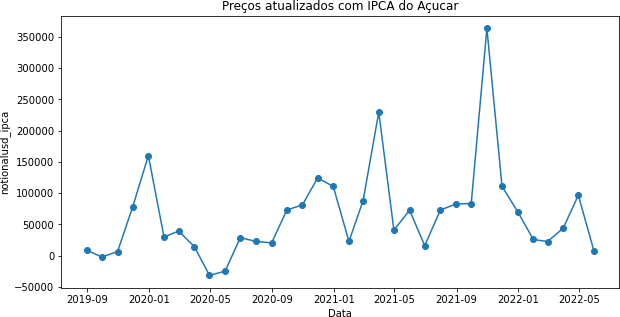 Preços atualizados com IPCA do Açucar
notionalusd_ipca
350000
300000
250000
200000
150000
100000
50000
0
−50000
2019-09 2020-01 2020-05 2020-09 2021-01 2021-05 2021-09 2022-01 2022-05
Data